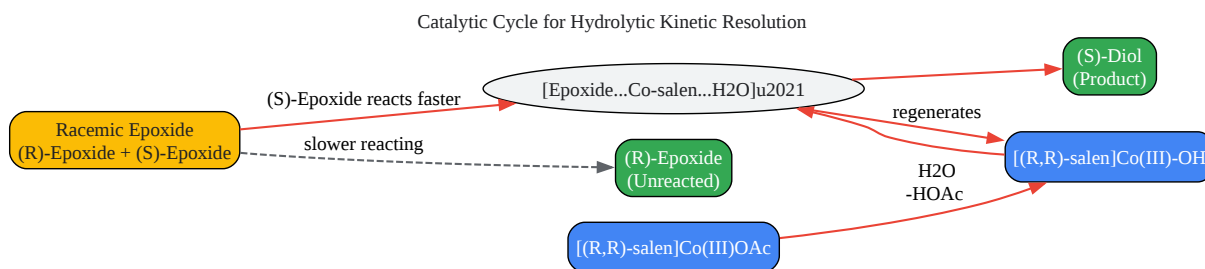 Catalytic Cycle for Hydrolytic Kinetic Resolution
(S)-Diol
(Product)
[Epoxide...Co-salen...H2O]u2021
(S)-Epoxide reacts faster
regenerates
Racemic Epoxide
(R)-Epoxide + (S)-Epoxide
slower reacting
(R)-Epoxide
(Unreacted)
[(R,R)-salen]Co(III)-OH
H2O
-HOAc
[(R,R)-salen]Co(III)OAc